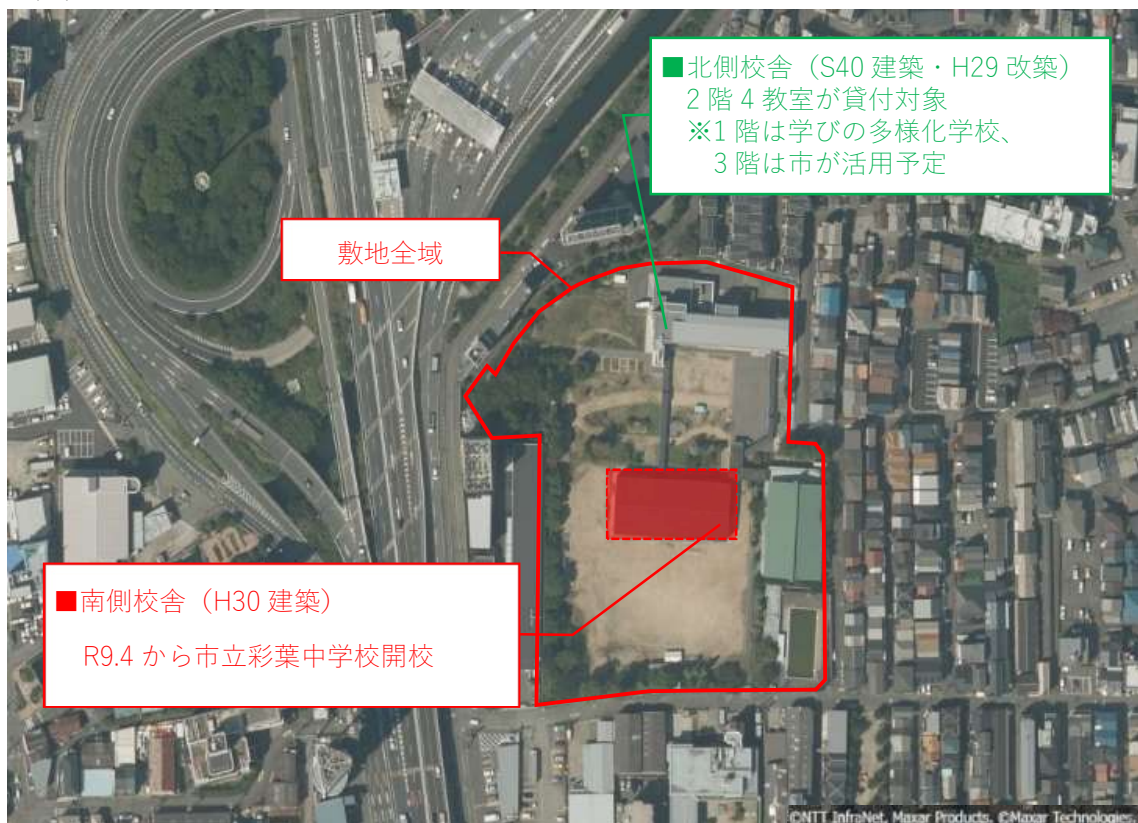 ■北側校舎（S40 建築・H29 改築）
2 階 4 教室が貸付対象
※1 階は学びの多様化学校、
3 階は市が活用予定
敷地全域
■南側校舎（H30 建築）
R9.4 から市立彩葉中学校開校
©NTT InfraNet, Maxar Products. ©Maxar Technologies.